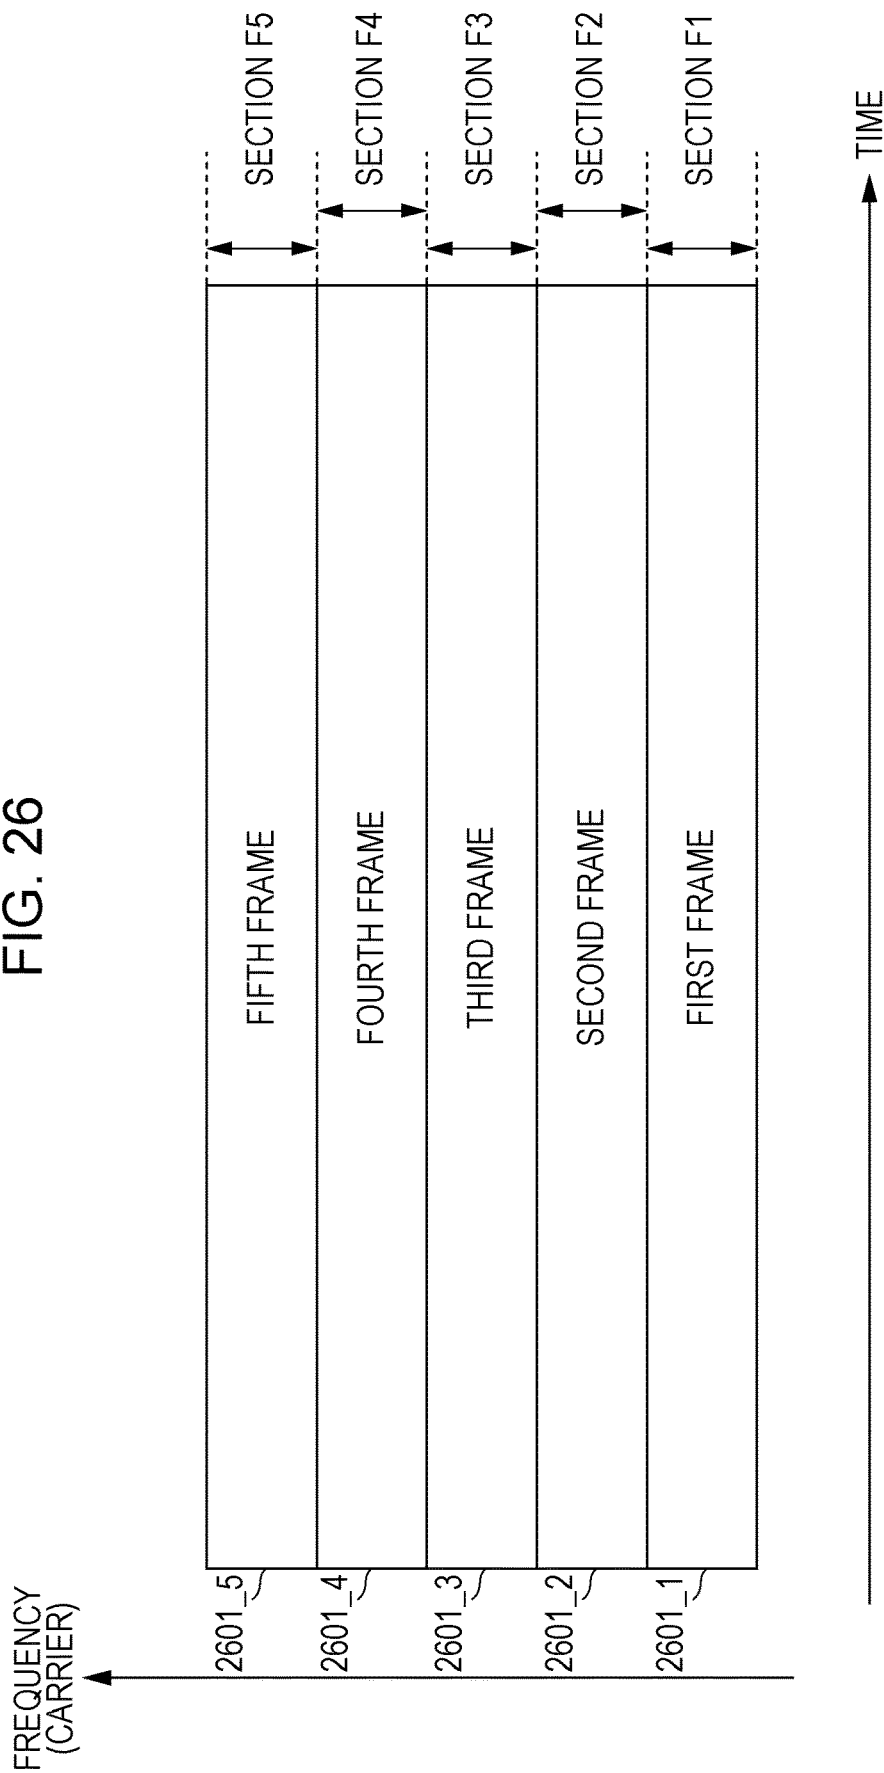 FIG. 26
FREQUENCY
(CARRIER)
2601_5
FIFTH FRAME
SECTION F5
2601_4
FOURTH FRAME
SECTION F4
2601_3
THIRD FRAME
SECTION F3
2601_2
SECOND FRAME
SECTION F2
2601_1
FIRST FRAME
SECTION F1
TIME